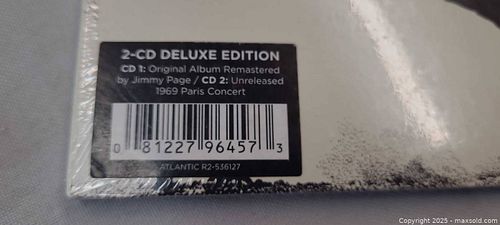 2-CD DELUXE EDITION
CD 1: Original Album Remastered
by Jimmy Page / CD 2: Unreleased
1969 Paris Concert
0 81227 96457 3
ATLANTIC R2-536127
Copyright 2025 - maxsold.com